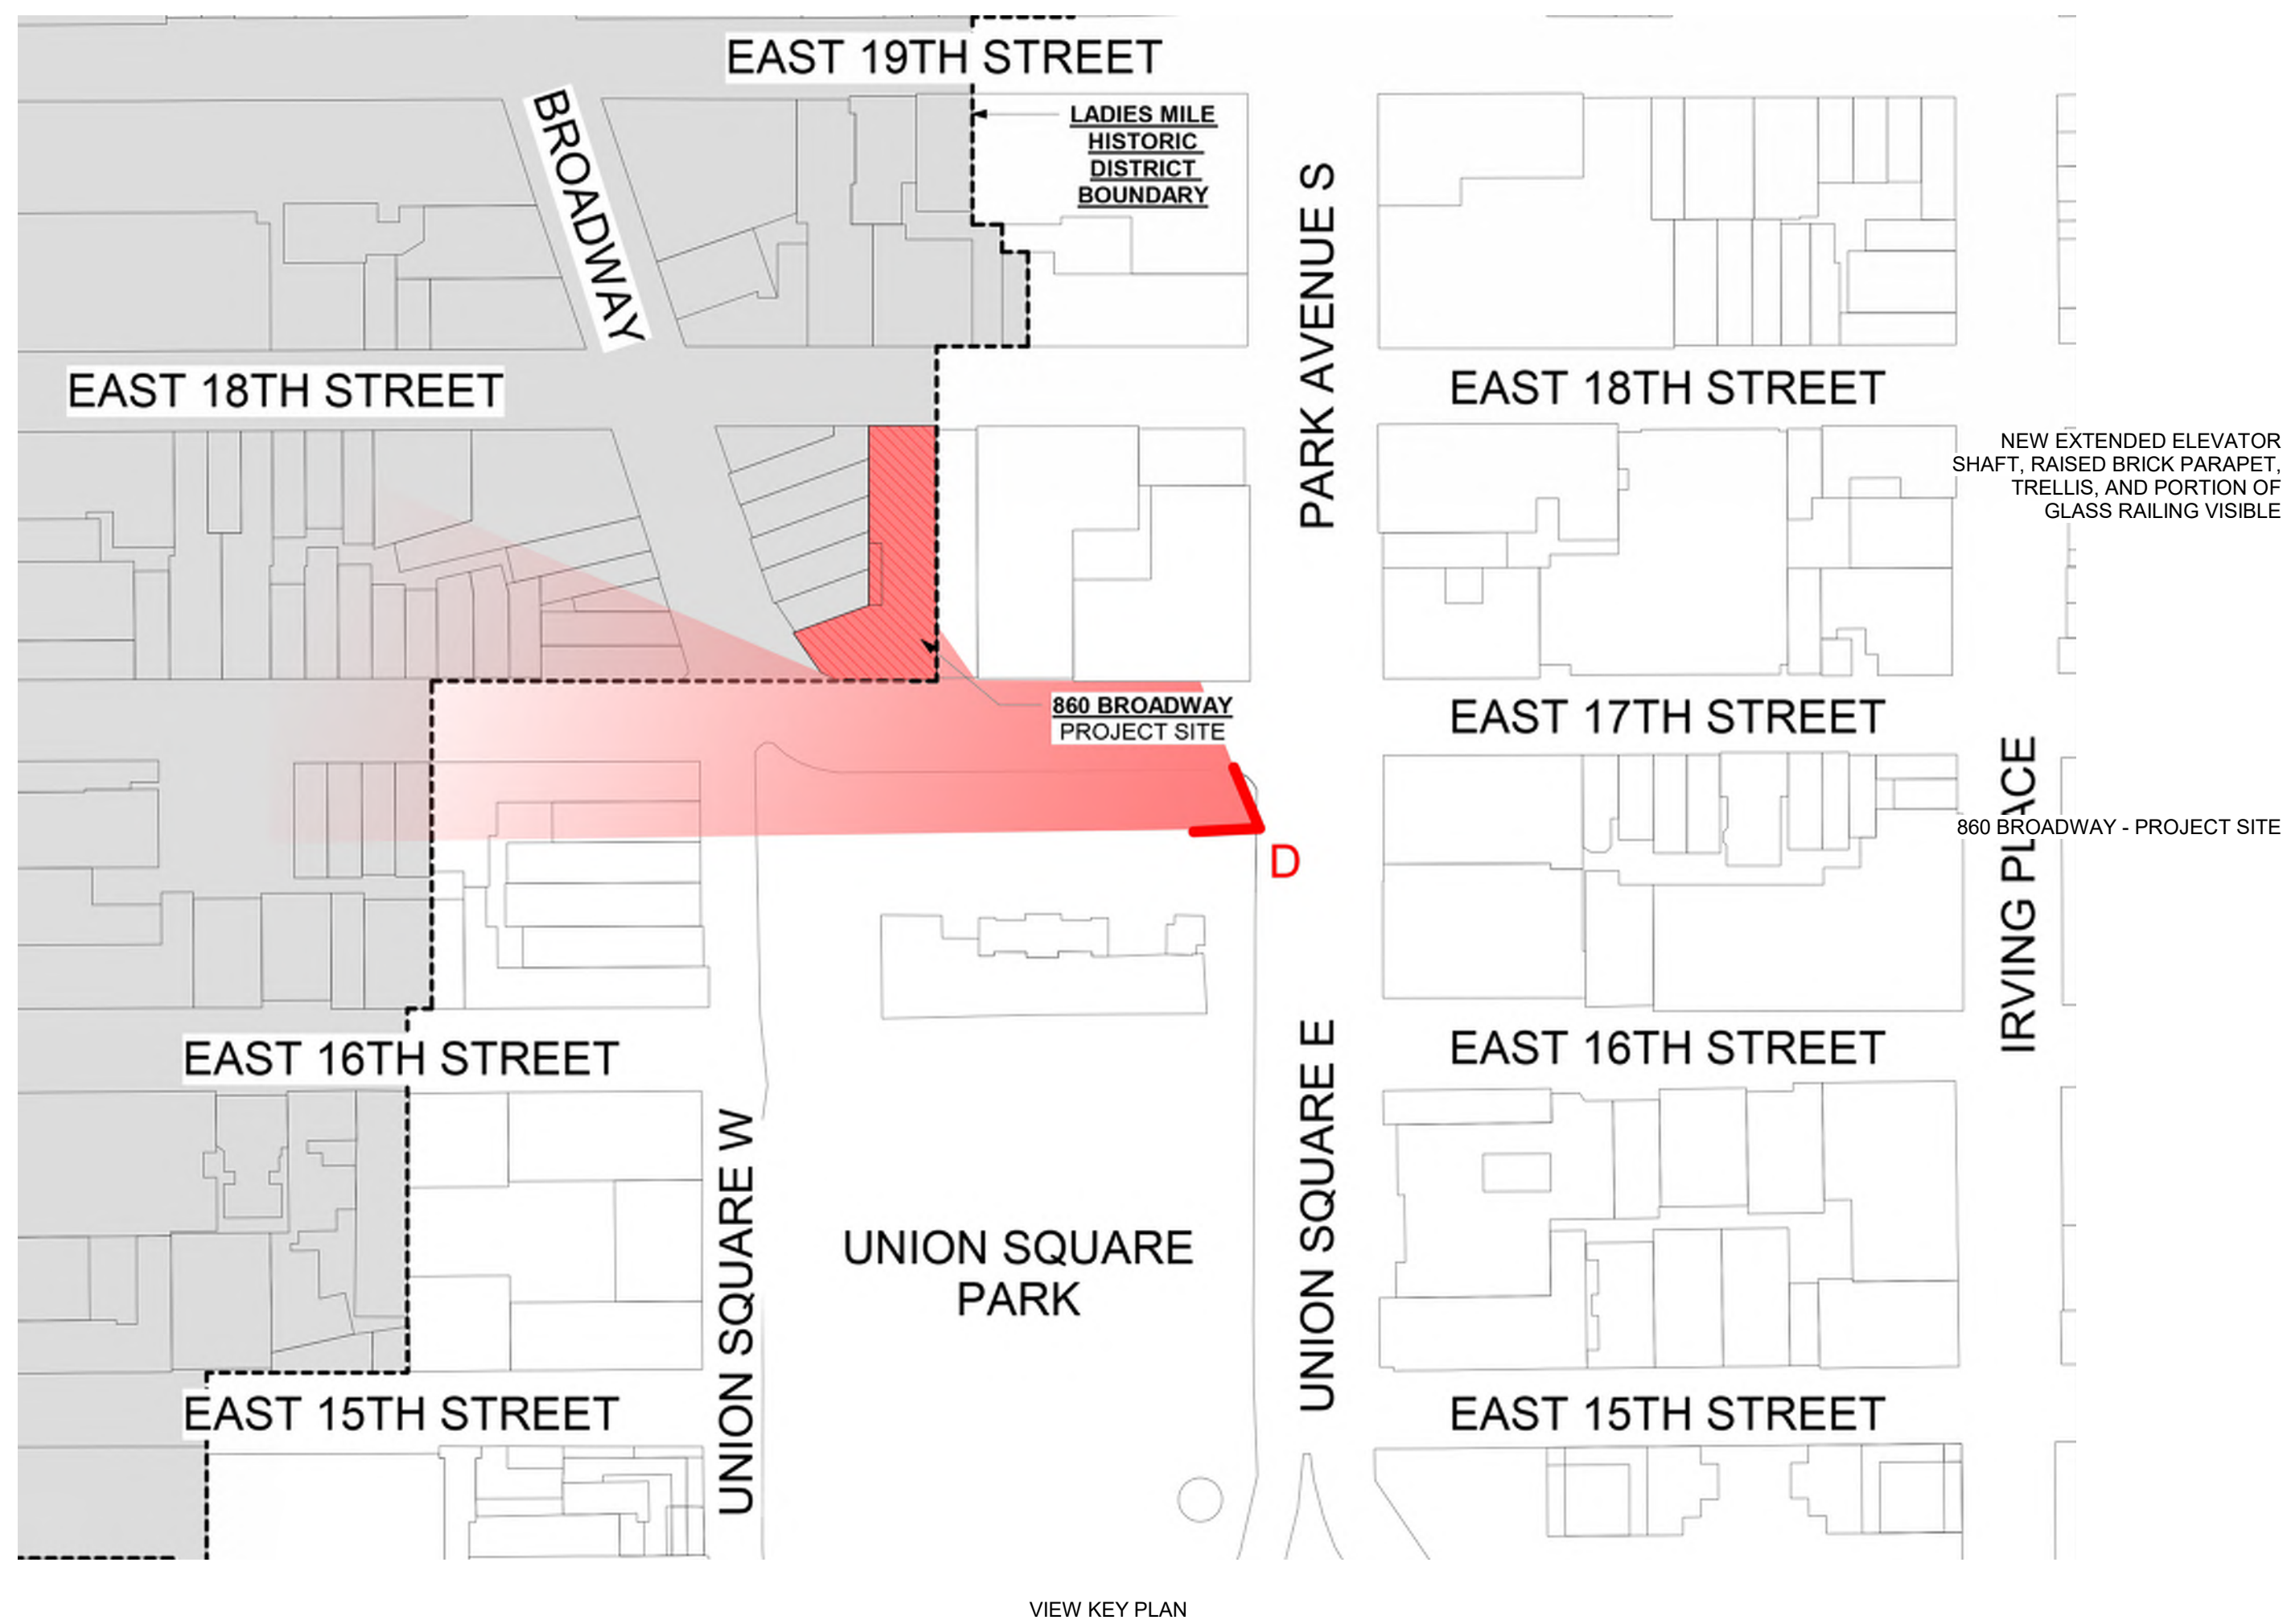 EAST 19TH STREET
BROADWAY
LADIES MILE
HISTORIC
DISTRICT
BOUNDARY
PARK AVENUE S
EAST 18TH STREET
EAST 18TH STREET
NEW EXTENDED ELEVATOR
SHAFT, RAISED BRICK PARAPET,
TRELLIS, AND PORTION OF
GLASS RAILING VISIBLE
860 BROADWAY
PROJECT SITE
EAST 17TH STREET
IRVING PLACE
860 BROADWAY - PROJECT SITE
D
EAST 16TH STREET
EAST 16TH STREET
UNION SQUARE W
UNION SQUARE
PARK
UNION SQUARE E
EAST 15TH STREET
EAST 15TH STREET
VIEW KEY PLAN